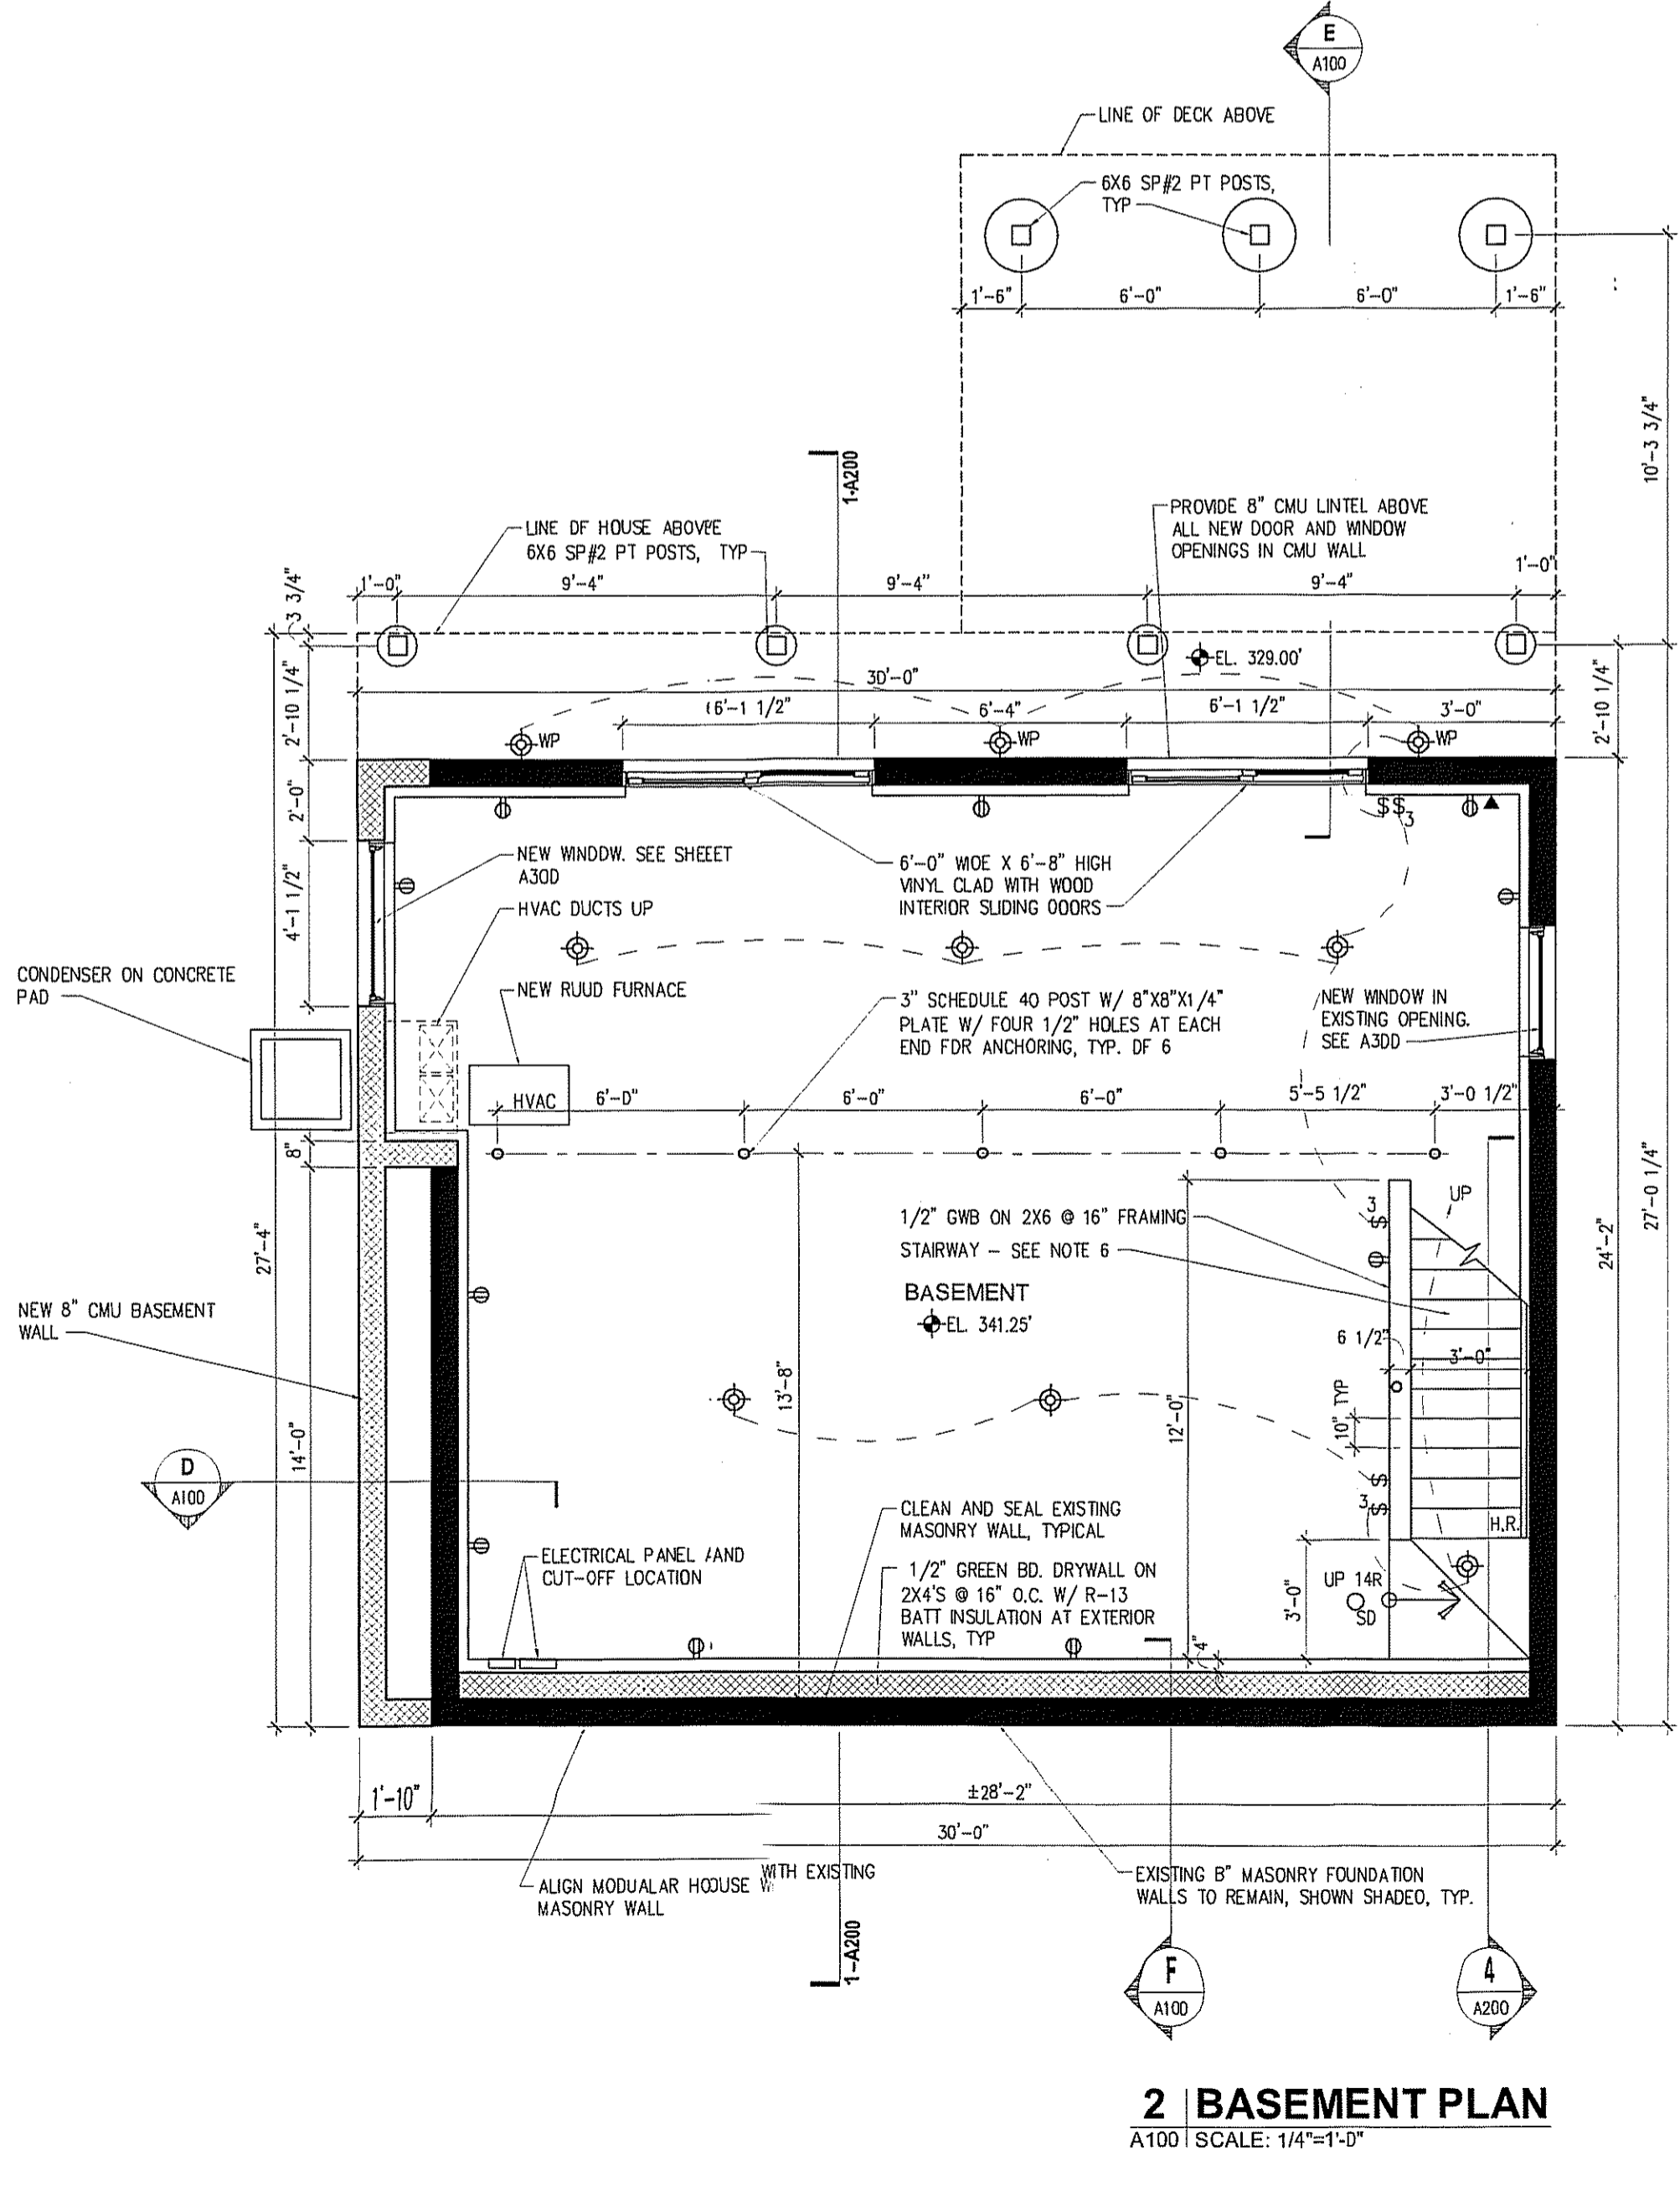 E
A100
LINE OF DECK ABOVE
6X6 SP#2 PT POSTS,
TYP
1'-6"
6'-0"
6'-0"
1'-6"
10'-3 3/4"
1-A200
LINE DF HOUSE ABOVE
6X6 SP#2 PT POSTS, TYP
PROVIDE 8" CMU LINTEL ABOVE
ALL NEW DOOR AND WINDOW
OPENINGS IN CMU WALL
1'-0"
9'-4"
9'-4"
9'-4"
1'-0"
3 3/4"
EL. 329.00'
3D'-0"
2'-10 1/4"
2'-10 1/4"
6'-1 1/2"
6'-4"
6'-1 1/2"
3'-0"
WP
WP
WP
2'-0"
$$3
NEW WINDDW. SEE SHEEET
A30D
6'-0" WIOE X 6'-8" HIGH
VINYL CLAD WITH WOOD
INTERIOR SLIDING OOORS
4'-1 1/2"
HVAC DUCTS UP
CONDENSER ON CONCRETE
PAD
NEW RUUD FURNACE
3" SCHEDULE 40 POST W/ 8"X8"X1/4"
PLATE W/ FOUR 1/2" HOLES AT EACH
END FDR ANCHORING, TYP. DF 6
NEW WINDOW IN
EXISTING OPENING.
SEE A3DD
HVAC
6'-D"
6'-0"
6'-0"
5'-5 1/2"
3'-0 1/2"
8"
27'-4"
24'-2"
27'-0 1/4"
1/2" GWB ON 2X6 @ 16" FRAMING
STAIRWAY – SEE NOTE 6
3
$
UP
BASEMENT
EL. 341.25'
NEW 8" CMU BASEMENT
WALL
6 1/2"
3'-0"
13'-8"
12'-0"
10" TYP
14'-0"
D
A100
$
3
$
H.R.
CLEAN AND SEAL EXISTING
MASONRY WALL, TYPICAL
ELECTRICAL PANEL AND
CUT-OFF LOCATION
1/2" GREEN BD. DRYWALL ON
2X4'S @ 16" O.C. W/ R-13
BATT INSULATION AT EXTERIOR
WALLS, TYP
3'-0"
UP 14R
SD
4"
1'-10"
±28'-2"
30'-0"
ALIGN MODUALAR HOUSE WITH EXISTING
MASONRY WALL
EXISTING B" MASONRY FOUNDATION
WALLS TO REMAIN, SHOWN SHADEO, TYP.
1-A200
F
A100
4
A200
2 BASEMENT PLAN
A100 SCALE: 1/4"=1'-D"